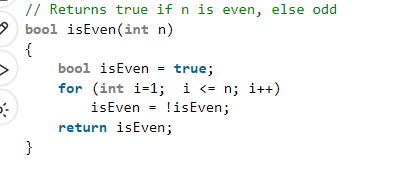 // Returns true if n is even, else odd
bool isEven(int n)
{
    bool isEven = true;
    for (int i=1;  i <= n; i++)
        isEven = !isEven;
    return isEven;
}